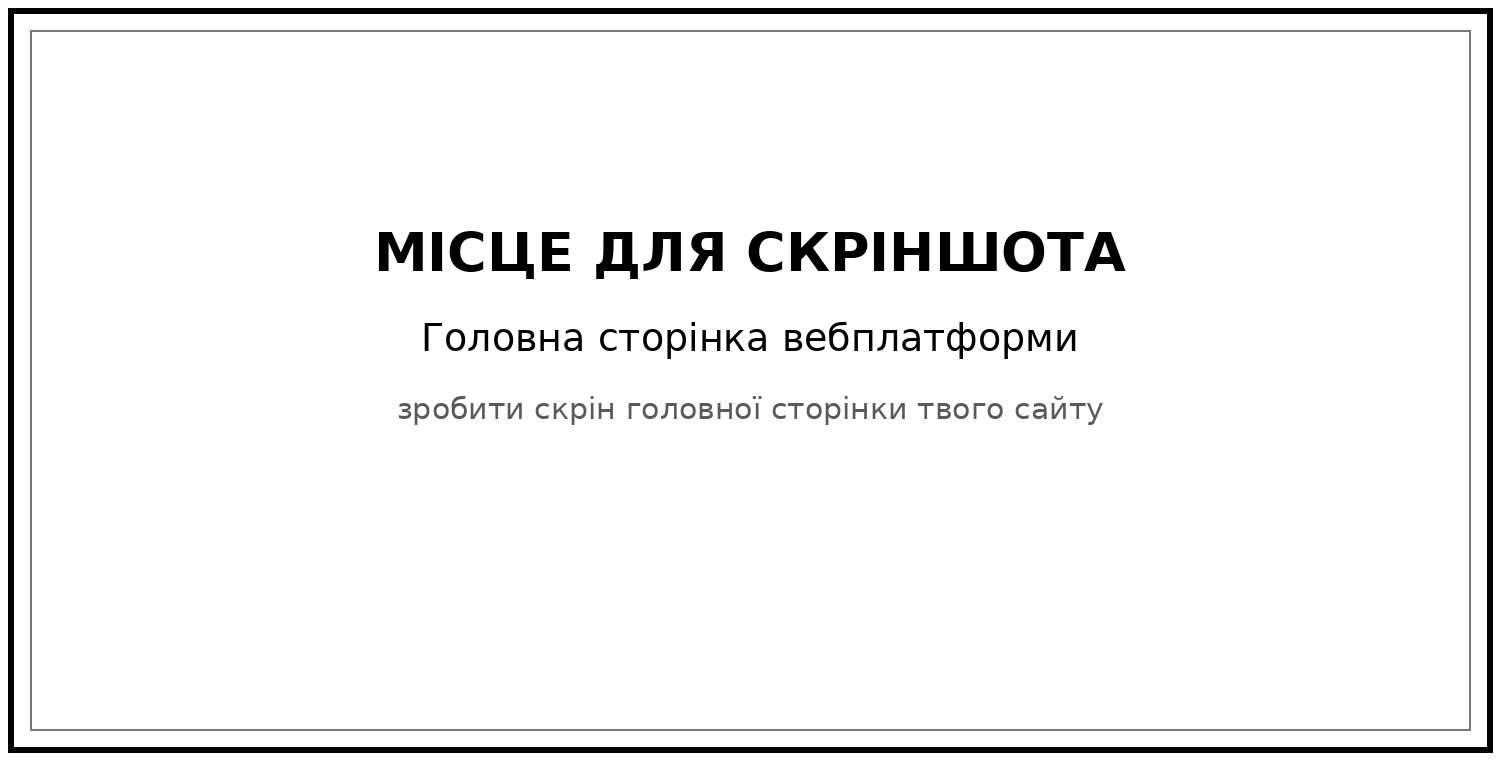 МІСЦЕ ДЛЯ СКРІНШОТА
Головна сторінка вебплатформи
зробити скрін головної сторінки твого сайту